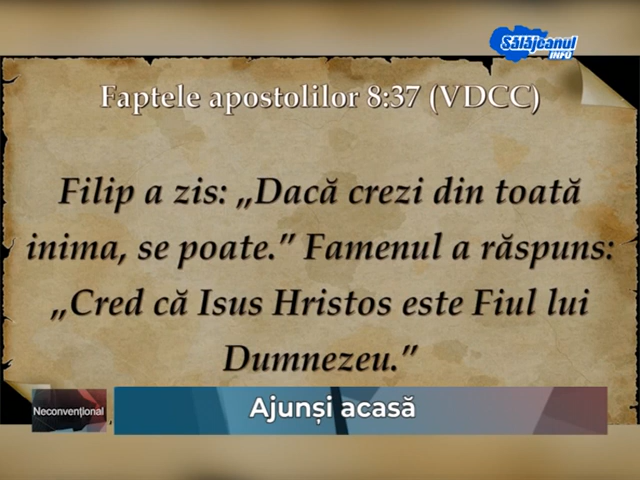 Sălăjeanul
INFO
Faptele apostolilor 8:37 (VDCC)
Filip a zis: „Dacă crezi din toată
inima, se poate.” Famenul a răspuns:
„Cred că Isus Hristos este Fiul lui
Dumnezeu.”
Neconvențional
Ajunși acasă